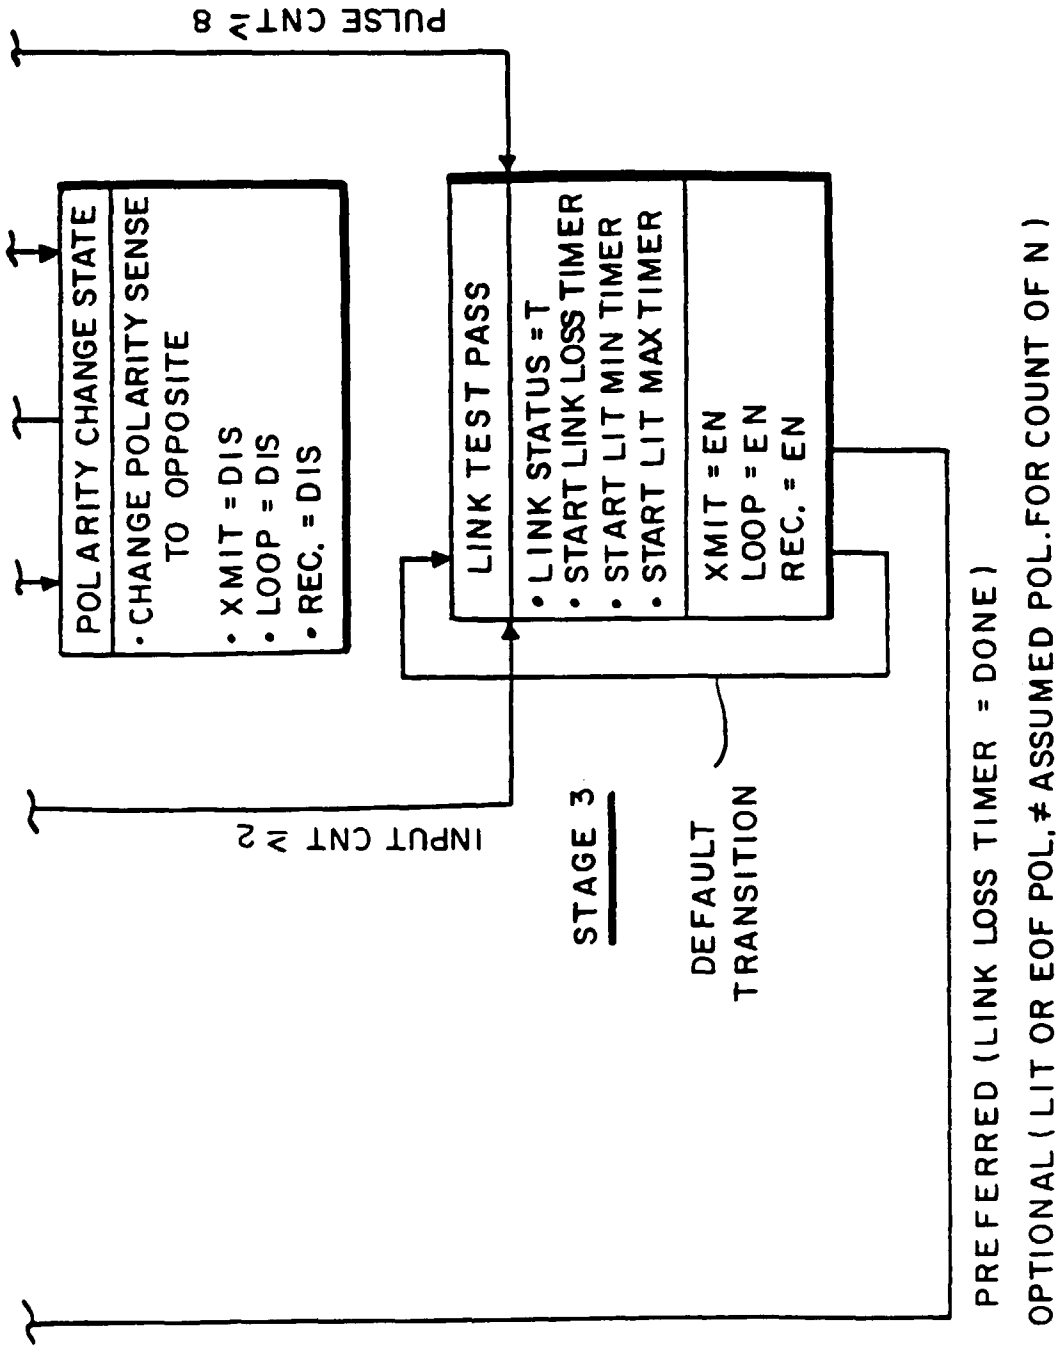 PULSE CNT ≥ 8
POLARITY CHANGE STATE
• CHANGE POLARITY SENSE
TO OPPOSITE
• XMIT = DIS
• LOOP = DIS
• REC. = DIS
INPUT CNT ≥ 2
LINK TEST PASS
• LINK STATUS = T
• START LINK LOSS TIMER
• START LIT MIN TIMER
• START LIT MAX TIMER
XMIT = EN
LOOP = EN
REC. = EN
STAGE 3
DEFAULT
TRANSITION
PREFERRED (LINK LOSS TIMER = DONE)
OPTIONAL (LIT OR EOF POL. ≠ ASSUMED POL. FOR COUNT OF N)